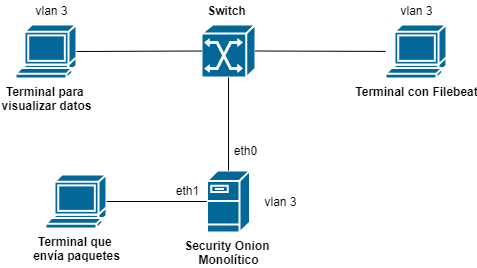 vlan 3
Switch
vlan 3
Terminal para
visualizar datos
Terminal con Filebeat
eth0
eth1
vlan 3
Terminal que
envía paquetes
Security Onion
Monolítico